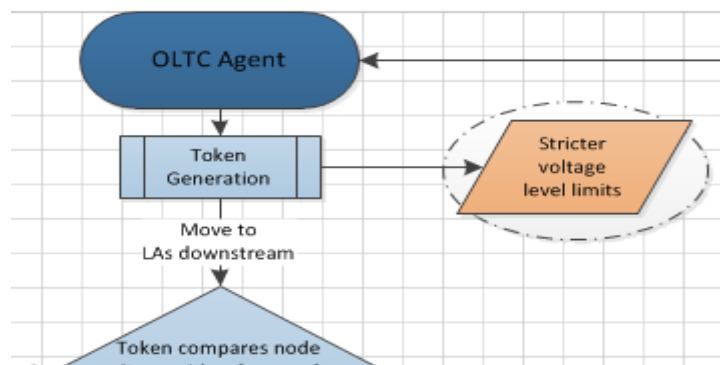 OLTC Agent
Token
Generation
Stricter
voltage
level limits
Move to
LAs downstream
Token compares node